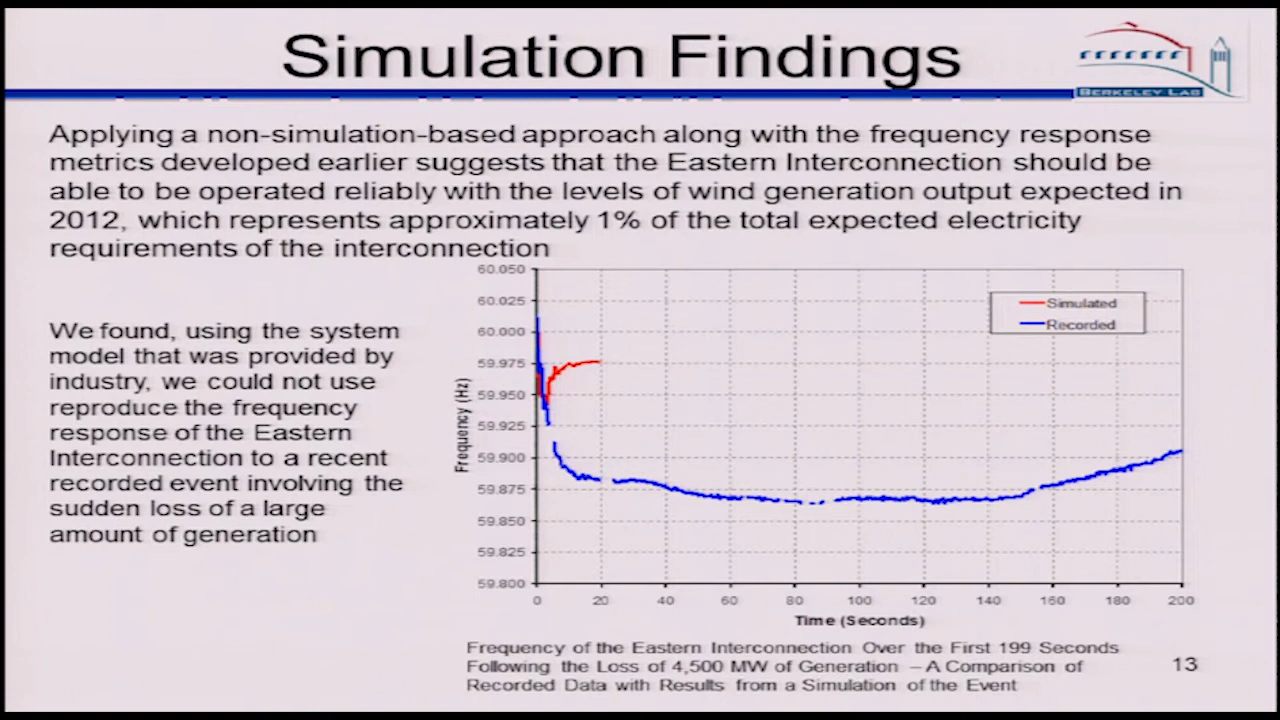 Simulation Findings
BERKELEY LAB
Applying a non-simulation-based approach along with the frequency response
metrics developed earlier suggests that the Eastern Interconnection should be
able to be operated reliably with the levels of wind generation output expected in
2012, which represents approximately 1% of the total expected electricity
requirements of the interconnection
We found, using the system
model that was provided by
industry, we could not use
reproduce the frequency
response of the Eastern
Interconnection to a recent
recorded event involving the
sudden loss of a large
amount of generation
Frequency (Hz)
60.050
60.025
60.000
59.975
59.950
59.925
59.900
59.875
59.850
59.825
59.800
Simulated
Recorded
0 20 40 60 80 100 120 140 160 180 200
Time (Seconds)
Frequency of the Eastern Interconnection Over the First 199 Seconds
Following the Loss of 4,500 MW of Generation – A Comparison of
Recorded Data with Results from a Simulation of the Event
13